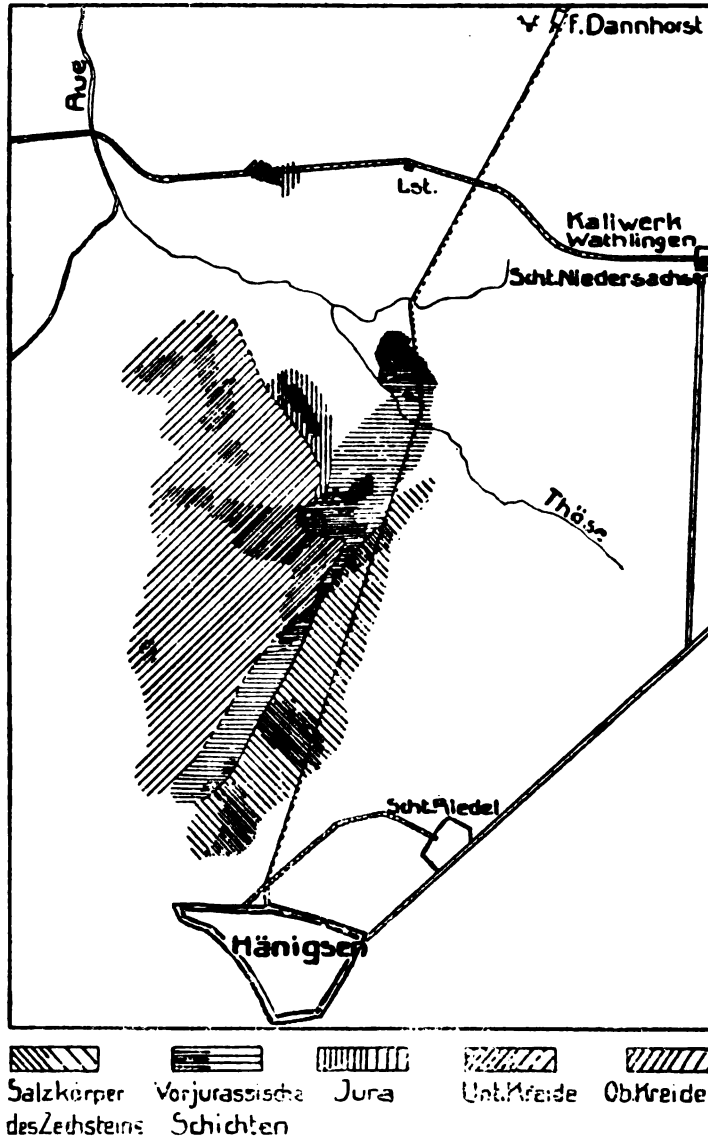 f. Dannhorst
Aue
Lst.
Kaliwerk
Wathlingen
Scht. Niedersachsen
Thöse
Scht. Riedel
Hänigsen
Salzkörper
des Zechsteins
Vorjurassische
Schichten
Jura
Unt. Kreide
Ob. Kreide